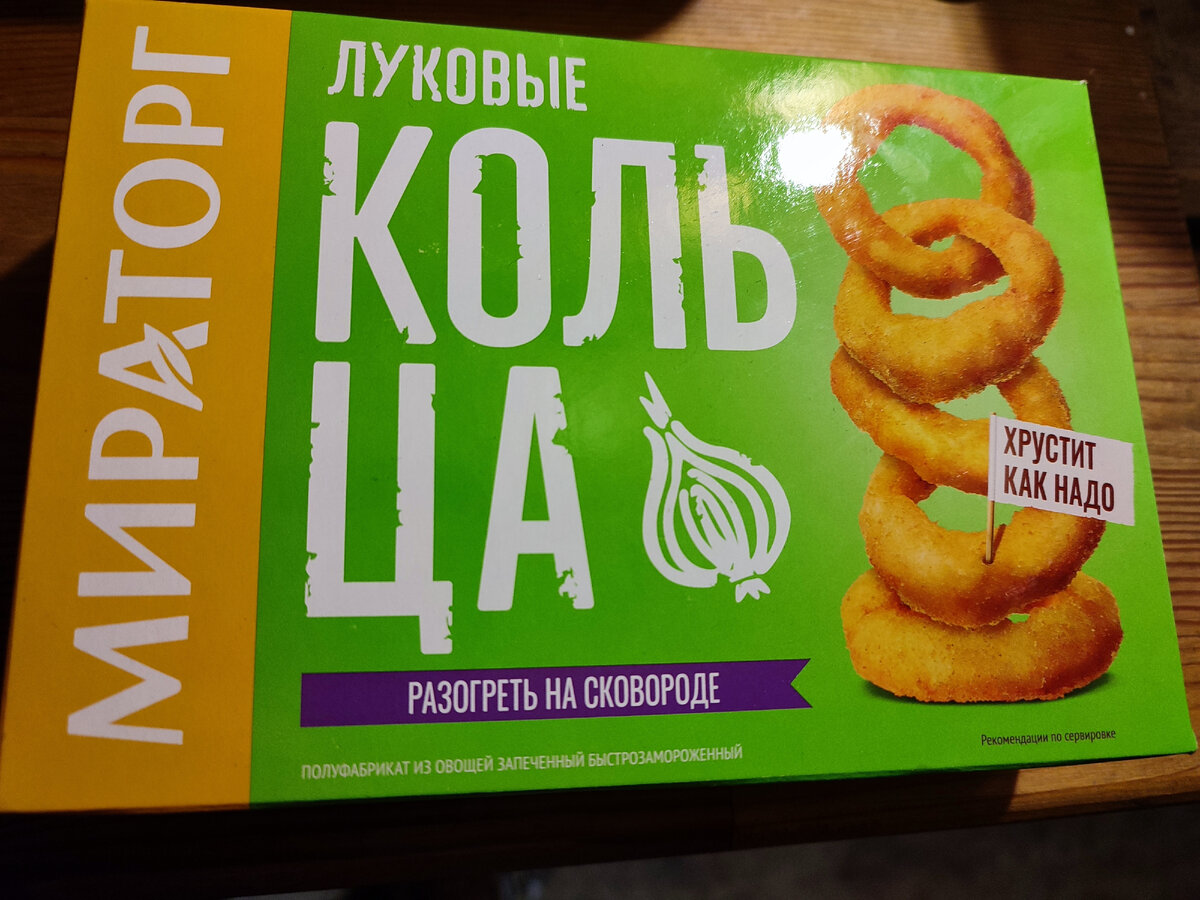 МИРАТОРГ
ЛУКОВЫЕ
КОЛЬ
ЦА
ХРУСТИТ
КАК НАДО
РАЗОГРЕТЬ НА СКОВОРОДЕ
Рекомендации по сервировке
ПОЛУФАБРИКАТ ИЗ ОВОЩЕЙ ЗАПЕЧЕННЫЙ БЫСТРОЗАМОРОЖЕННЫЙ